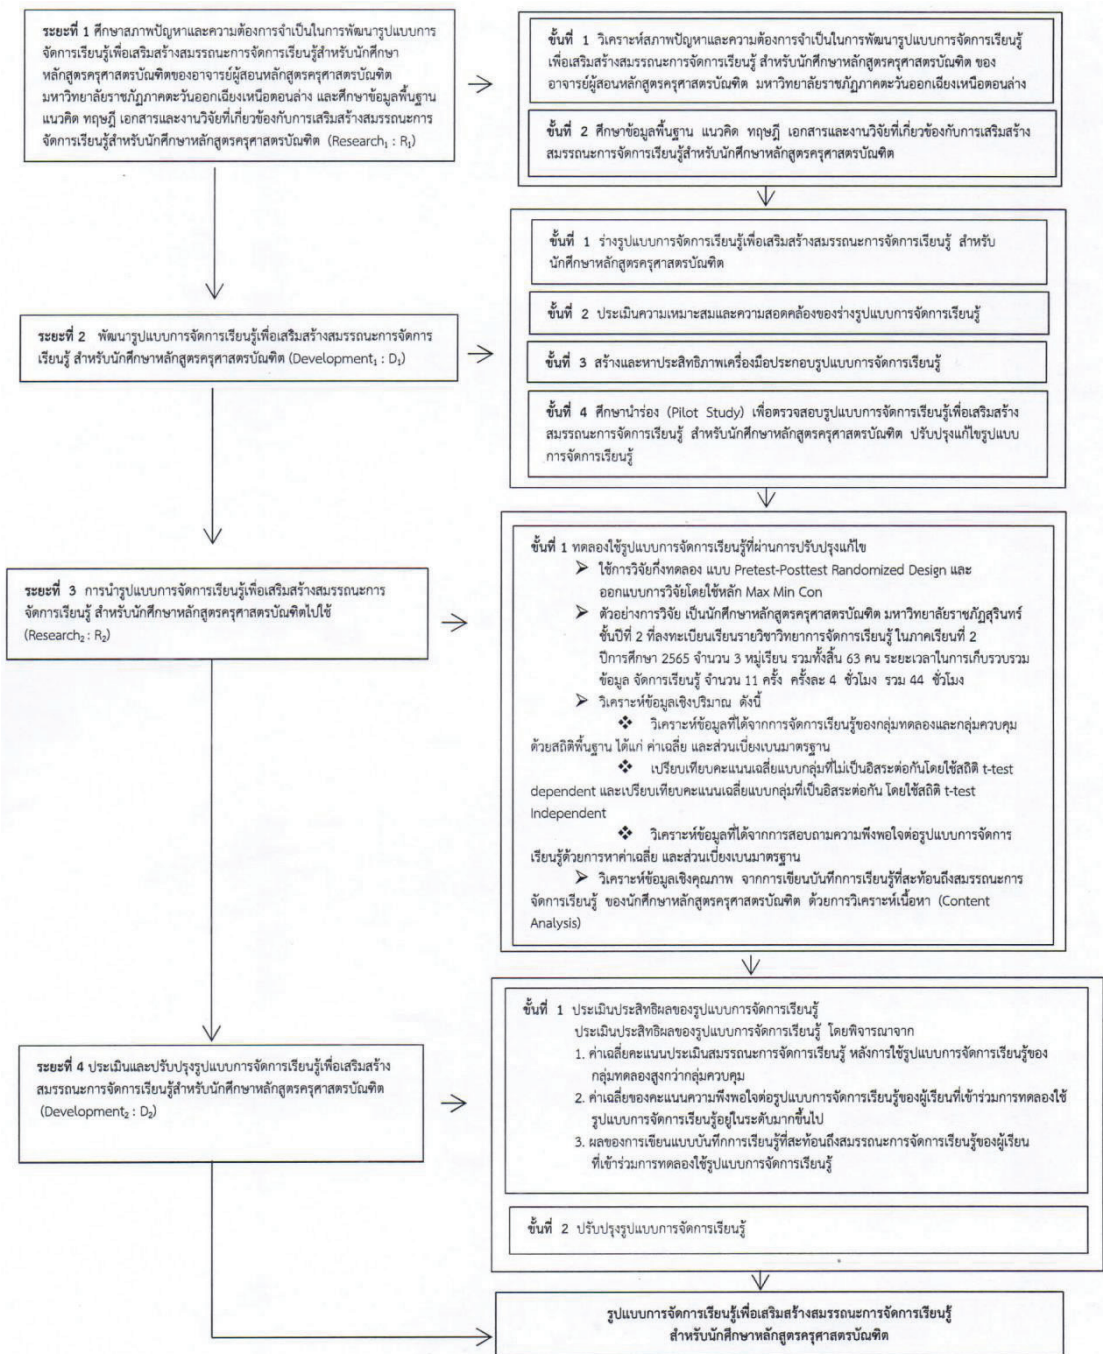 ระยะที่ 1 ศึกษาสภาพปัญหาและความต้องการจำเป็นในการพัฒนารูปแบบการ
จัดการเรียนรู้เพื่อเสริมสร้างสมรรถนะการจัดการเรียนรู้สำหรับนักศึกษา
หลักสูตรครุศาสตรบัณฑิตของอาจารย์ผู้สอนหลักสูตรครุศาสตรบัณฑิต
มหาวิทยาลัยราชภัฏภาคตะวันออกเฉียงเหนือตอนล่าง และศึกษาข้อมูลพื้นฐาน
แนวคิด ทฤษฎี เอกสารและงานวิจัยที่เกี่ยวข้องกับการเสริมสร้างสมรรถนะการ
จัดการเรียนรู้สำหรับนักศึกษาหลักสูตรครุศาสตรบัณฑิต (Research₁ : R₁)
ขั้นที่ 1 วิเคราะห์สภาพปัญหาและความต้องการจำเป็นในการพัฒนารูปแบบการจัดการเรียนรู้
เพื่อเสริมสร้างสมรรถนะการจัดการเรียนรู้ สำหรับนักศึกษาหลักสูตรครุศาสตรบัณฑิต ของ
อาจารย์ผู้สอนหลักสูตรครุศาสตรบัณฑิต มหาวิทยาลัยราชภัฏภาคตะวันออกเฉียงเหนือตอนล่าง
ขั้นที่ 2 ศึกษาข้อมูลพื้นฐาน แนวคิด ทฤษฎี เอกสารและงานวิจัยที่เกี่ยวข้องกับการเสริมสร้าง
สมรรถนะการจัดการเรียนรู้สำหรับนักศึกษาหลักสูตรครุศาสตรบัณฑิต
ระยะที่ 2 พัฒนารูปแบบการจัดการเรียนรู้เพื่อเสริมสร้างสมรรถนะการจัดการ
เรียนรู้ สำหรับนักศึกษาหลักสูตรครุศาสตรบัณฑิต (Development₁ : D₁)
ขั้นที่ 1 ร่างรูปแบบการจัดการเรียนรู้เพื่อเสริมสร้างสมรรถนะการจัดการเรียนรู้ สำหรับ
นักศึกษาหลักสูตรครุศาสตรบัณฑิต
ขั้นที่ 2 ประเมินความเหมาะสมและความสอดคล้องของร่างรูปแบบการจัดการเรียนรู้
ขั้นที่ 3 สร้างและหาประสิทธิภาพเครื่องมือประกอบรูปแบบการจัดการเรียนรู้
ขั้นที่ 4 ศึกษานำร่อง (Pilot Study) เพื่อตรวจสอบรูปแบบการจัดการเรียนรู้เพื่อเสริมสร้าง
สมรรถนะการจัดการเรียนรู้ สำหรับนักศึกษาหลักสูตรครุศาสตรบัณฑิต ปรับปรุงแก้ไขรูปแบบ
การจัดการเรียนรู้
ระยะที่ 3 การนำรูปแบบการจัดการเรียนรู้เพื่อเสริมสร้างสมรรถนะการ
จัดการเรียนรู้ สำหรับนักศึกษาหลักสูตรครุศาสตรบัณฑิตไปใช้
(Research₂ : R₂)
ขั้นที่ 1 ทดลองใช้รูปแบบการจัดการเรียนรู้ที่ผ่านการปรับปรุงแก้ไข
➢ ใช้การวิจัยกึ่งทดลอง แบบ Pretest-Posttest Randomized Design และ
ออกแบบการวิจัยโดยใช้หลัก Max Min Con
➢ ตัวอย่างการวิจัย เป็นนักศึกษาหลักสูตรครุศาสตรบัณฑิต มหาวิทยาลัยราชภัฏสุรินทร์
ชั้นปีที่ 2 ที่ลงทะเบียนเรียนรายวิชาวิทยาการจัดการเรียนรู้ ในภาคเรียนที่ 2
ปีการศึกษา 2565 จำนวน 3 หมู่เรียน รวมทั้งสิ้น 63 คน ระยะเวลาในการเก็บรวบรวม
ข้อมูล จัดการเรียนรู้ จำนวน 11 ครั้ง ครั้งละ 4 ชั่วโมง รวม 44 ชั่วโมง
➢ วิเคราะห์ข้อมูลเชิงปริมาณ ดังนี้
❖ วิเคราะห์ข้อมูลที่ได้จากการจัดการเรียนรู้ของกลุ่มทดลองและกลุ่มควบคุม
ด้วยสถิติพื้นฐาน ได้แก่ ค่าเฉลี่ย และส่วนเบี่ยงเบนมาตรฐาน
❖ เปรียบเทียบคะแนนเฉลี่ยแบบกลุ่มที่ไม่เป็นอิสระต่อกันโดยใช้สถิติ t-test
dependent และเปรียบเทียบคะแนนเฉลี่ยแบบกลุ่มที่เป็นอิสระต่อกัน โดยใช้สถิติ t-test
Independent
❖ วิเคราะห์ข้อมูลที่ได้จากการสอบถามความพึงพอใจต่อรูปแบบการจัดการ
เรียนรู้ด้วยการหาค่าเฉลี่ย และส่วนเบี่ยงเบนมาตรฐาน
➢ วิเคราะห์ข้อมูลเชิงคุณภาพ จากการเขียนบันทึกการเรียนรู้ที่สะท้อนถึงสมรรถนะการ
จัดการเรียนรู้ ของนักศึกษาหลักสูตรครุศาสตรบัณฑิต ด้วยการวิเคราะห์เนื้อหา (Content
Analysis)
ระยะที่ 4 ประเมินและปรับปรุงรูปแบบการจัดการเรียนรู้เพื่อเสริมสร้าง
สมรรถนะการจัดการเรียนรู้สำหรับนักศึกษาหลักสูตรครุศาสตรบัณฑิต
(Development₂ : D₂)
ขั้นที่ 1 ประเมินประสิทธิผลของรูปแบบการจัดการเรียนรู้
ประเมินประสิทธิผลของรูปแบบการจัดการเรียนรู้ โดยพิจารณาจาก
1. ค่าเฉลี่ยคะแนนประเมินสมรรถนะการจัดการเรียนรู้ หลังการใช้รูปแบบการจัดการเรียนรู้ของ
กลุ่มทดลองสูงกว่ากลุ่มควบคุม
2. ค่าเฉลี่ยของคะแนนความพึงพอใจต่อรูปแบบการจัดการเรียนรู้ของผู้เรียนที่เข้าร่วมการทดลองใช้
รูปแบบการจัดการเรียนรู้อยู่ในระดับมากขึ้นไป
3. ผลของการเขียนแบบบันทึกการเรียนรู้ที่สะท้อนถึงสมรรถนะการจัดการเรียนรู้ของผู้เรียน
ที่เข้าร่วมการทดลองใช้รูปแบบการจัดการเรียนรู้
ขั้นที่ 2 ปรับปรุงรูปแบบการจัดการเรียนรู้
รูปแบบการจัดการเรียนรู้เพื่อเสริมสร้างสมรรถนะการจัดการเรียนรู้
สำหรับนักศึกษาหลักสูตรครุศาสตรบัณฑิต